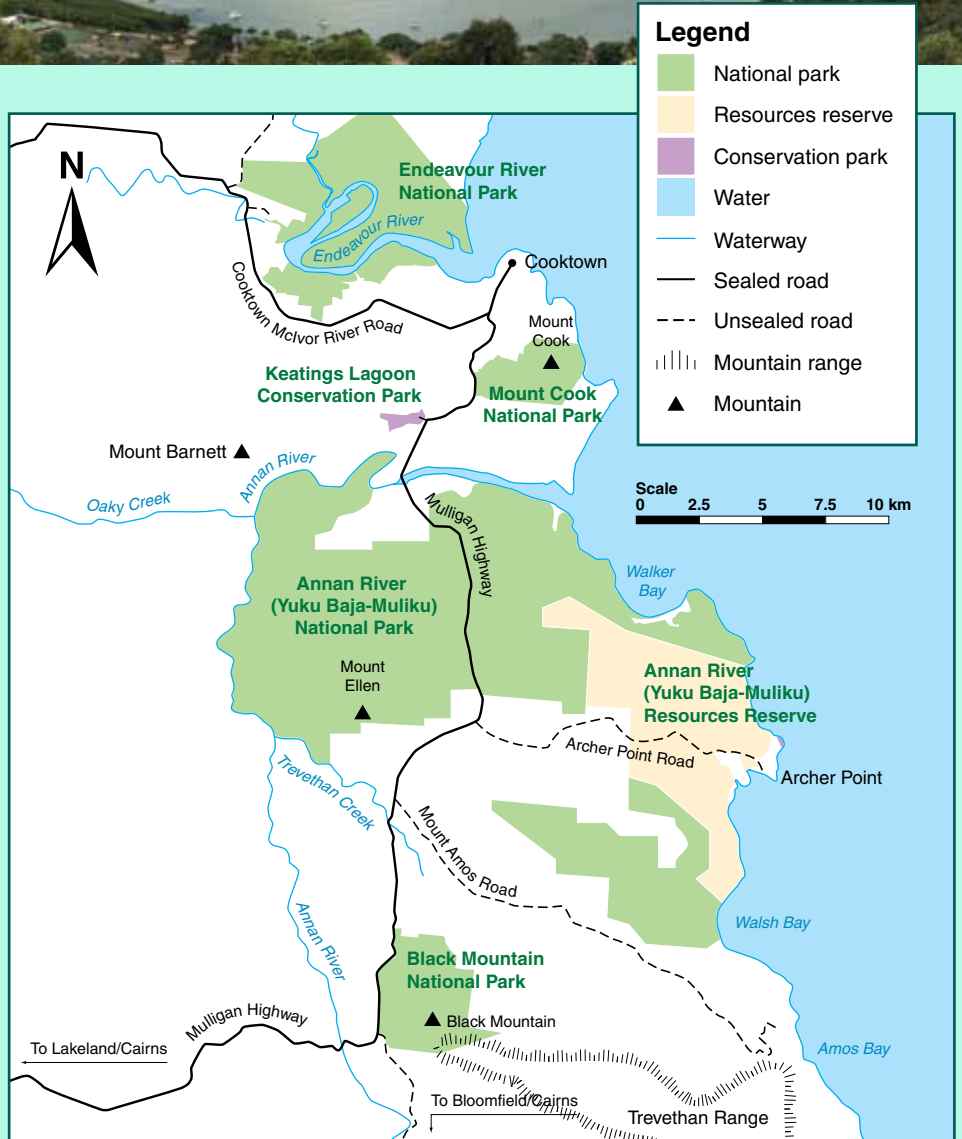 Legend
National park
Resources reserve
Conservation park
Water
Waterway
Sealed road
Unsealed road
Mountain range
Mountain
N
Endeavour River
National Park
Endeavour River
Cooktown
Cooktown McIvor River Road
Mount
Cook
Keatings Lagoon
Conservation Park
Mount Cook
National Park
Mount Barnett
Annan River
Oaky Creek
Scale
0 2.5 5 7.5 10 km
Mulligan Highway
Walker
Bay
Annan River
(Yuku Baja-Muliku)
National Park
Mount
Ellen
Annan River
(Yuku Baja-Muliku)
Resources Reserve
Archer Point Road
Archer Point
Trevethan Creek
Mount Amos Road
Annan River
Walsh Bay
Black Mountain
National Park
Black Mountain
Mulligan Highway
To Lakeland/Cairns
Amos Bay
To Bloomfield/Cairns
Trevethan Range